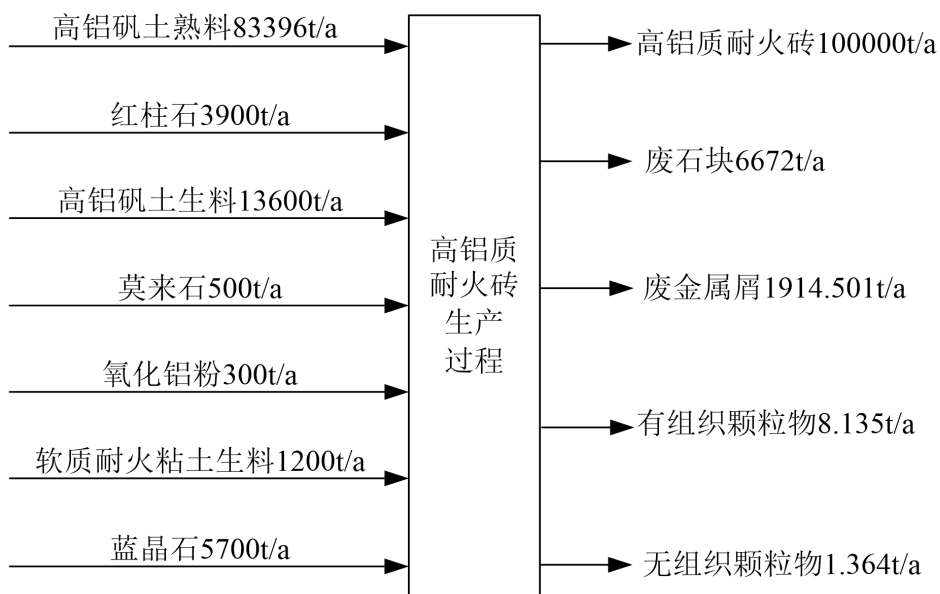 高铝矾土熟料83396t/a
红柱石3900t/a
高铝矾土生料13600t/a
莫来石500t/a
氧化铝粉300t/a
软质耐火粘土生料1200t/a
蓝晶石5700t/a
高铝质
耐火砖
生产
过程
高铝质耐火砖100000t/a
废石块6672t/a
废金属屑1914.501t/a
有组织颗粒物8.135t/a
无组织颗粒物1.364t/a